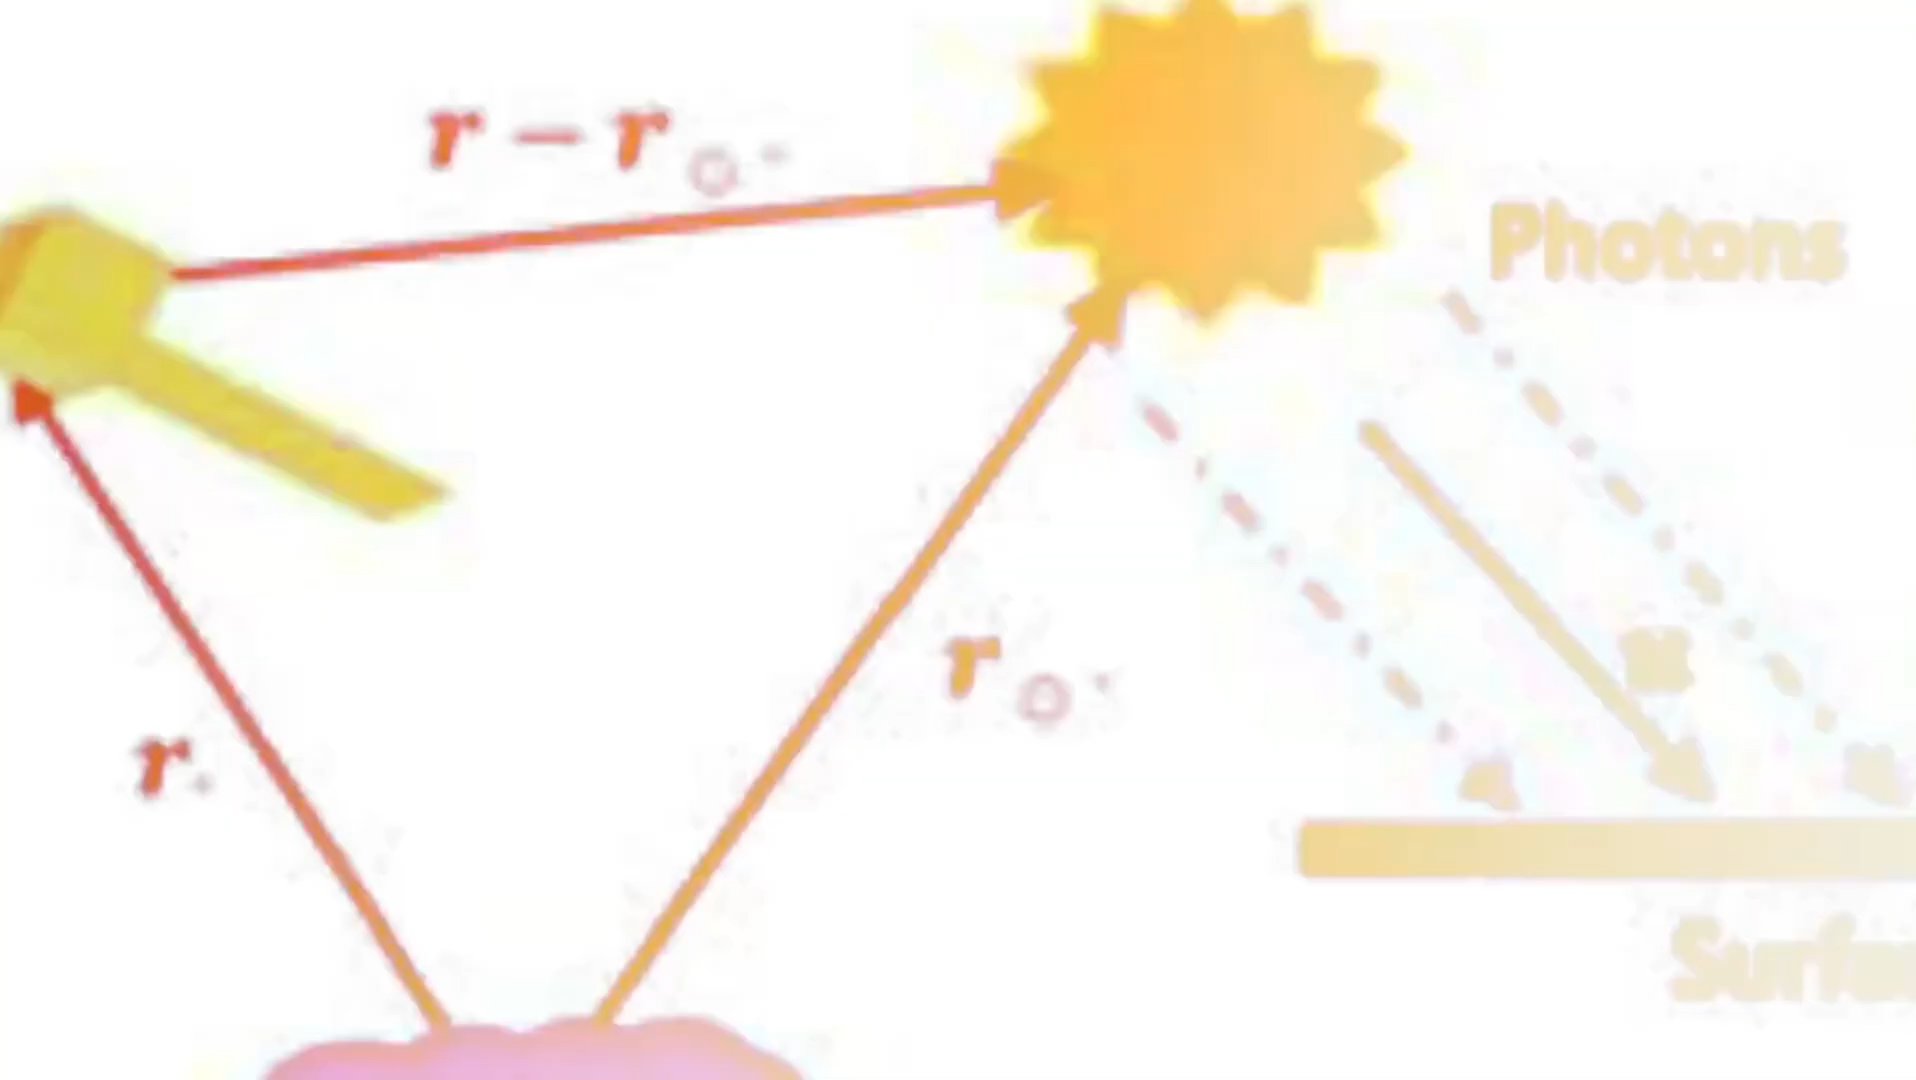 r − r☉
Photons
r☉
r